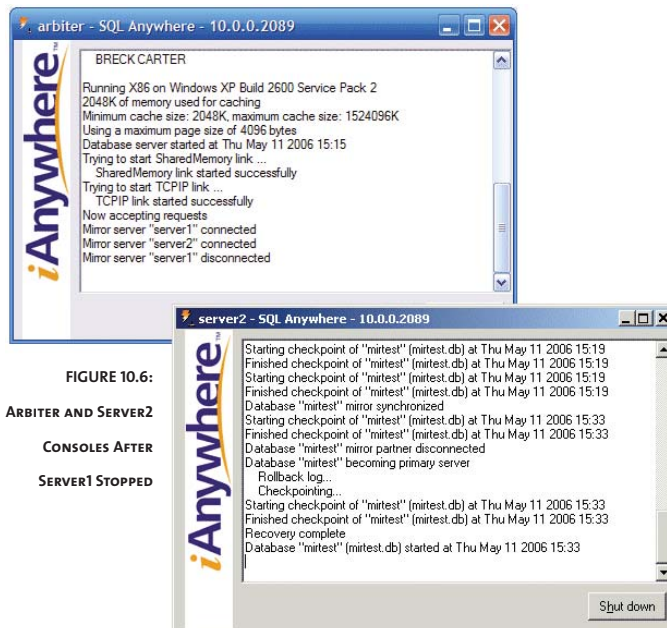 arbiter - SQL Anywhere - 10.0.0.2089
iAnywhere™
BRECK CARTER
Running X86 on Windows XP Build 2600 Service Pack 2
2048K of memory used for caching
Minimum cache size: 2048K, maximum cache size: 1524096K
Using a maximum page size of 4096 bytes
Database server started at Thu May 11 2006 15:15
Trying to start SharedMemory link ...
SharedMemory link started successfully
Trying to start TCPIP link ...
TCPIP link started successfully
Now accepting requests
Mirror server "server1" connected
Mirror server "server2" connected
Mirror server "server1" disconnected
FIGURE 10.6:
ARBITER AND SERVER2
CONSOLES AFTER
SERVER1 STOPPED
server2 - SQL Anywhere - 10.0.0.2089
iAnywhere™
Starting checkpoint of "mirtest" (mirtest.db) at Thu May 11 2006 15:19
Finished checkpoint of "mirtest" (mirtest.db) at Thu May 11 2006 15:19
Starting checkpoint of "mirtest" (mirtest.db) at Thu May 11 2006 15:19
Finished checkpoint of "mirtest" (mirtest.db) at Thu May 11 2006 15:19
Database "mirtest" mirror synchronized
Starting checkpoint of "mirtest" (mirtest.db) at Thu May 11 2006 15:33
Finished checkpoint of "mirtest" (mirtest.db) at Thu May 11 2006 15:33
Database "mirtest" mirror partner disconnected
Database "mirtest" becoming primary server
Rollback log...
Checkpointing...
Starting checkpoint of "mirtest" (mirtest.db) at Thu May 11 2006 15:33
Finished checkpoint of "mirtest" (mirtest.db) at Thu May 11 2006 15:33
Recovery complete
Database "mirtest" (mirtest.db) started at Thu May 11 2006 15:33
Shut down